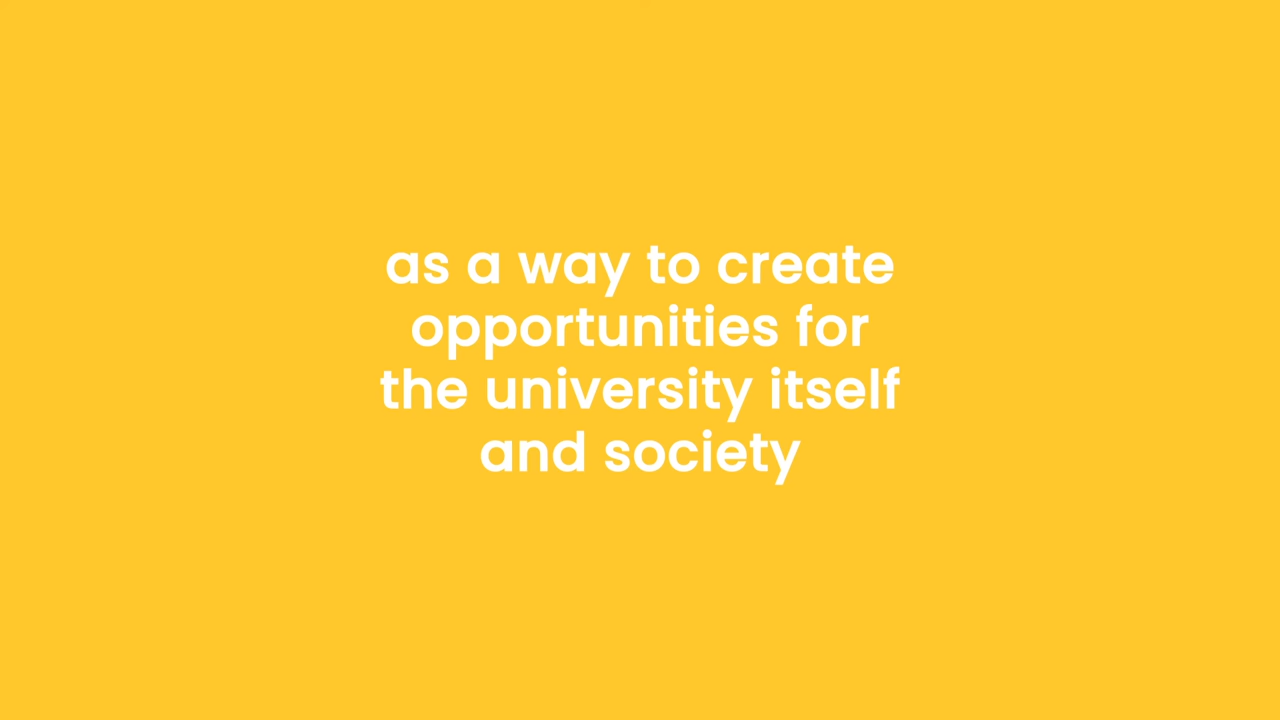 as a way to create
opportunities for
the university itself
and society